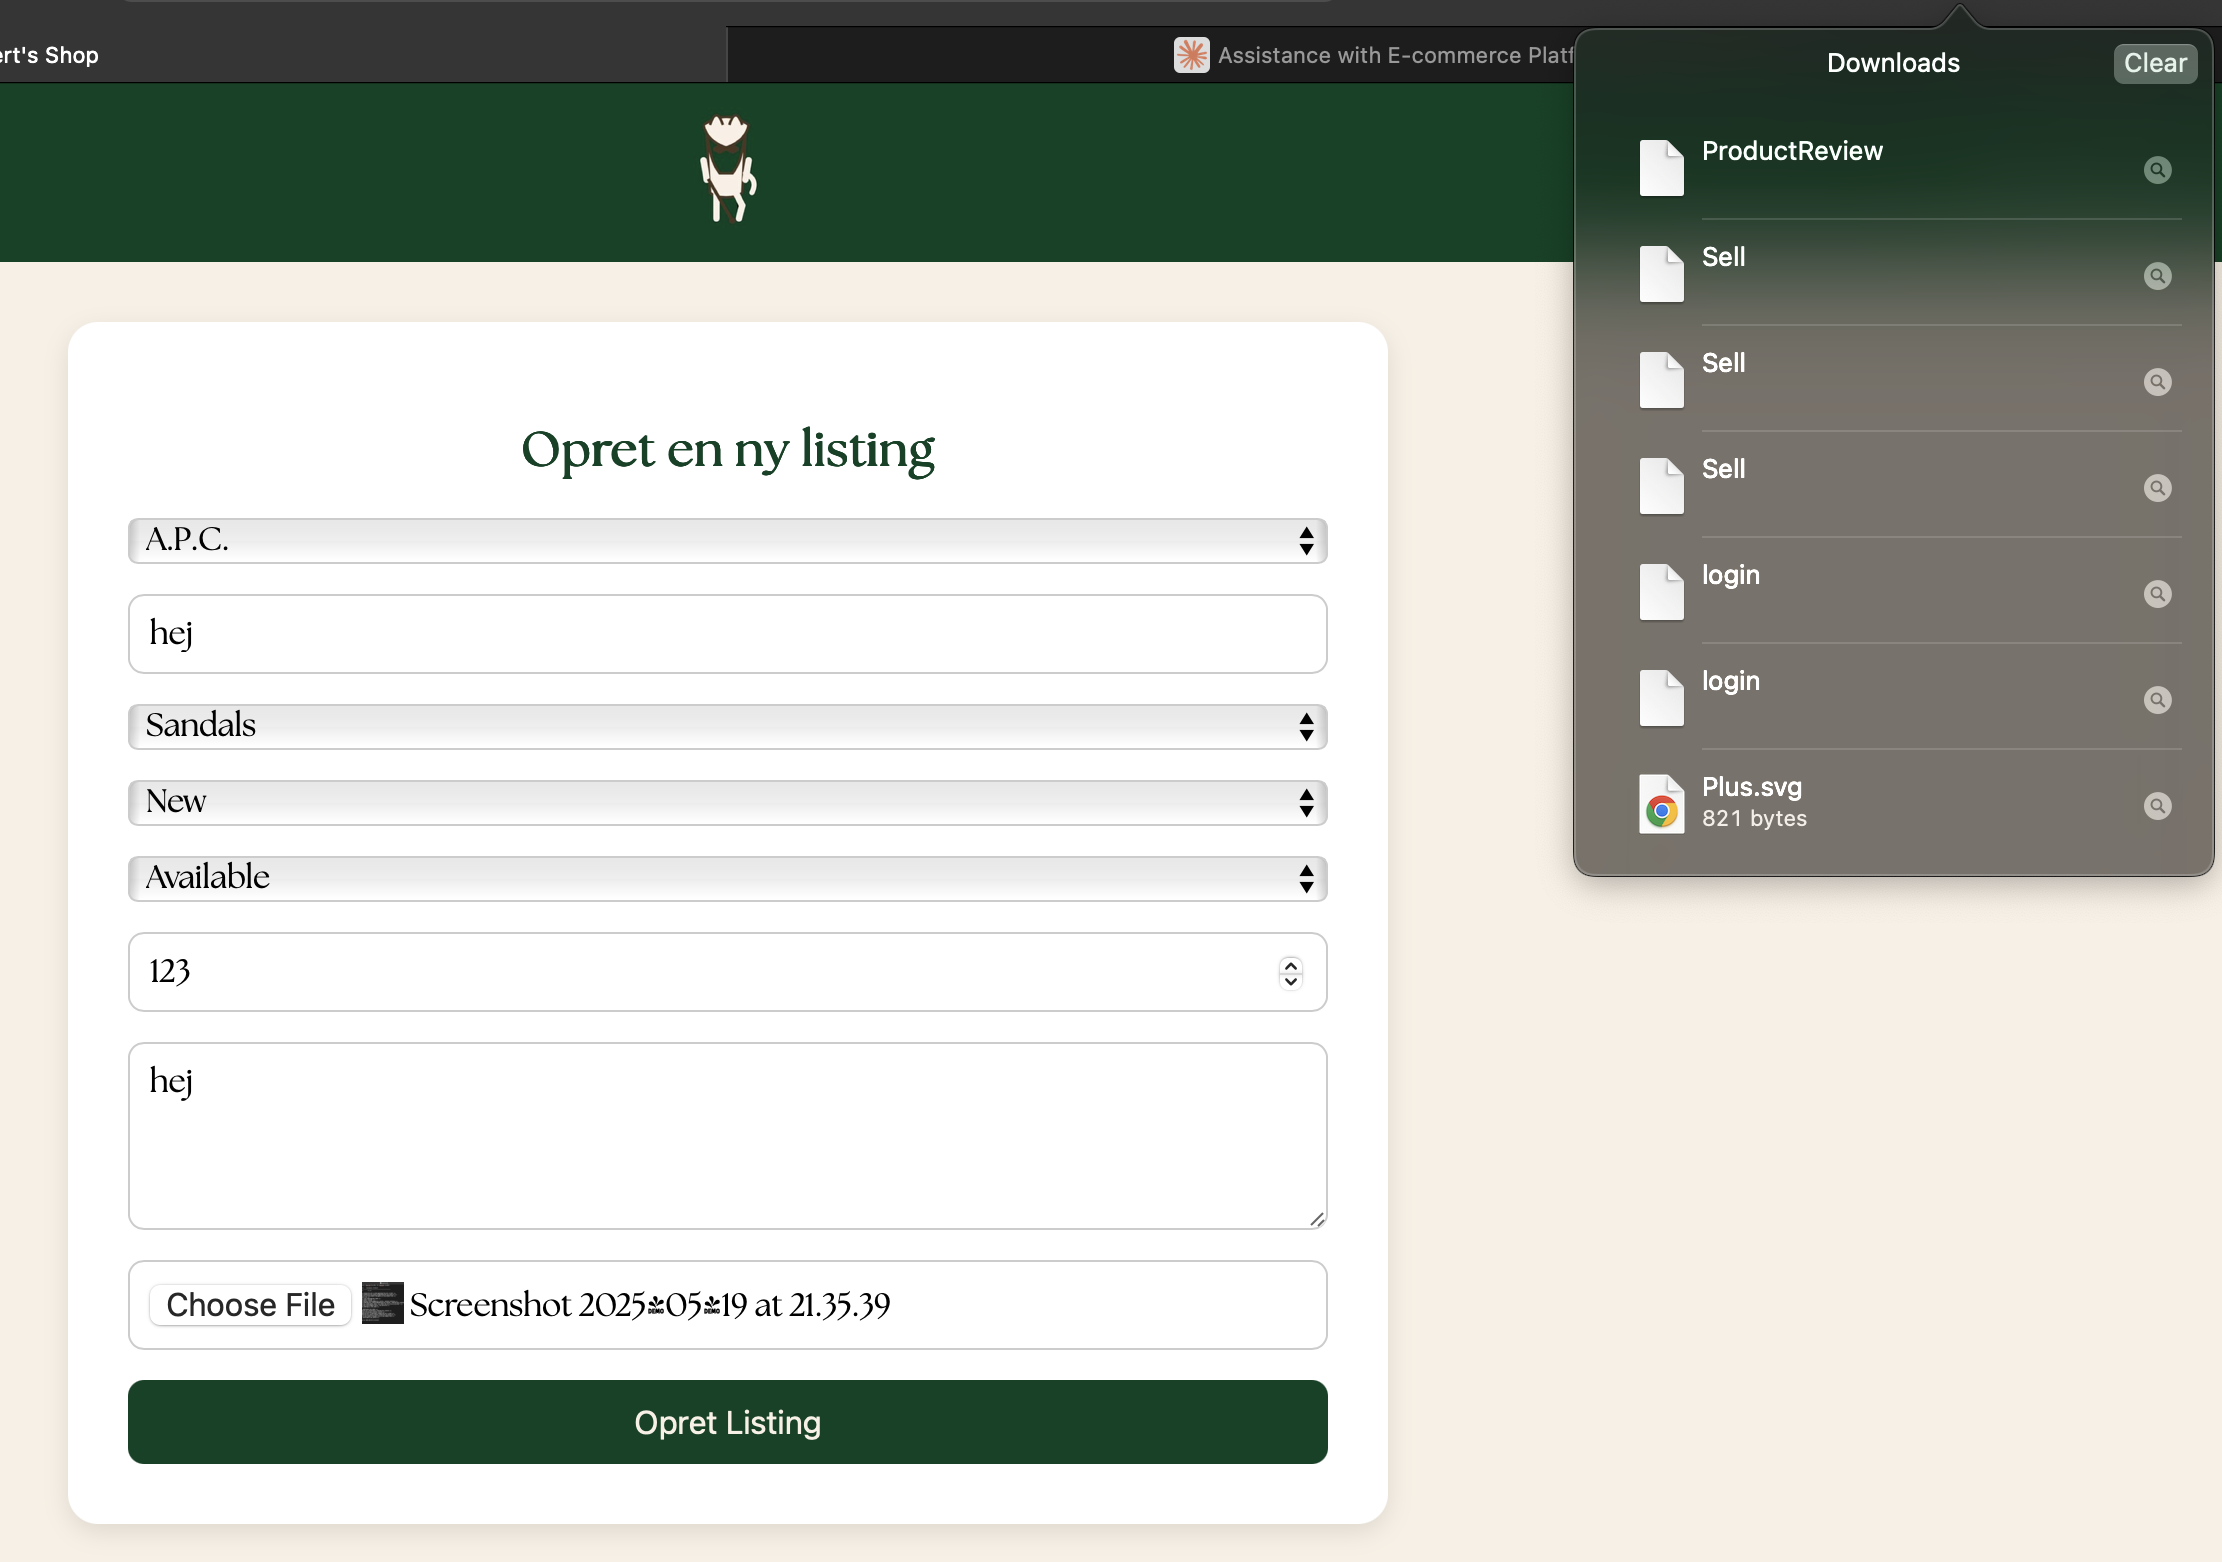 ert's Shop
Assistance with E-commerce Platf
Downloads
Clear
ProductReview
Sell
Sell
Sell
login
login
Plus.svg
821 bytes
Opret en ny listing
A.P.C.
hej
Sandals
New
Available
123
hej
Choose File
Screenshot 2025-05-19 at 21.35.39
Opret Listing